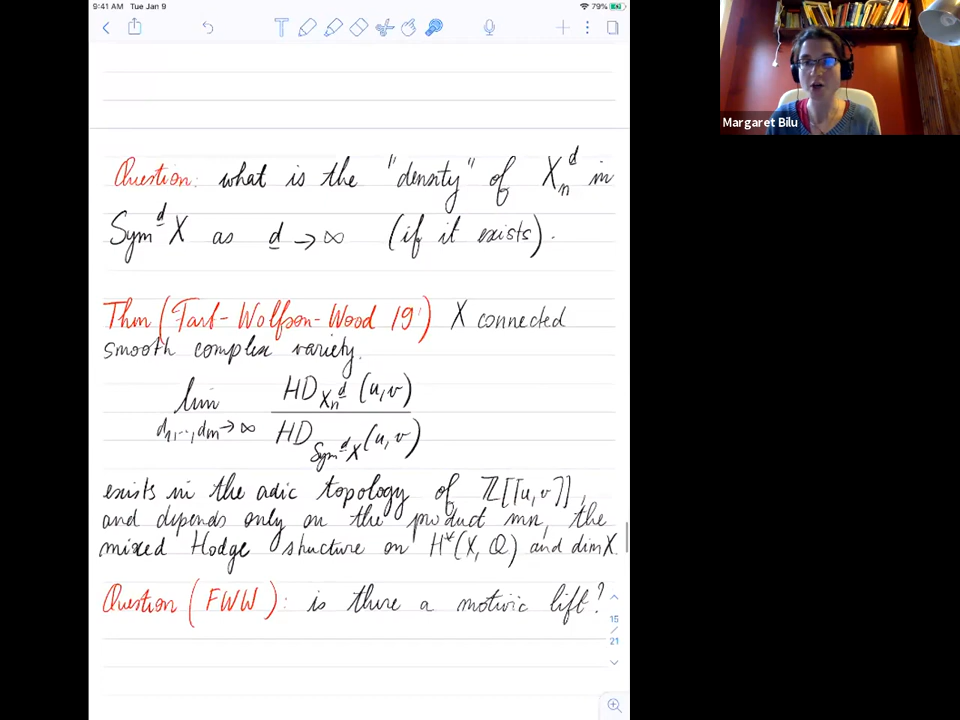 9:41 AM Tue Jan 9
79%
Margaret Bilu
Question: what is the "density" of X_n^d in
Sym^d X as d → ∞ (if it exists).
Thm (Farb-Wolfson-Wood 19') X connected
smooth complex variety.
lim HD_{X_n^d}(u,v)
d_1,..,d_m → ∞ HD_{Sym^d X}(u,v)
exists in the adic topology of ℤ[[u,v]],
and depends only on the product mn, the
mixed Hodge structure on H*(X, Q) and dim X.
Question (FWW): is there a motivic lift?
15
/
21